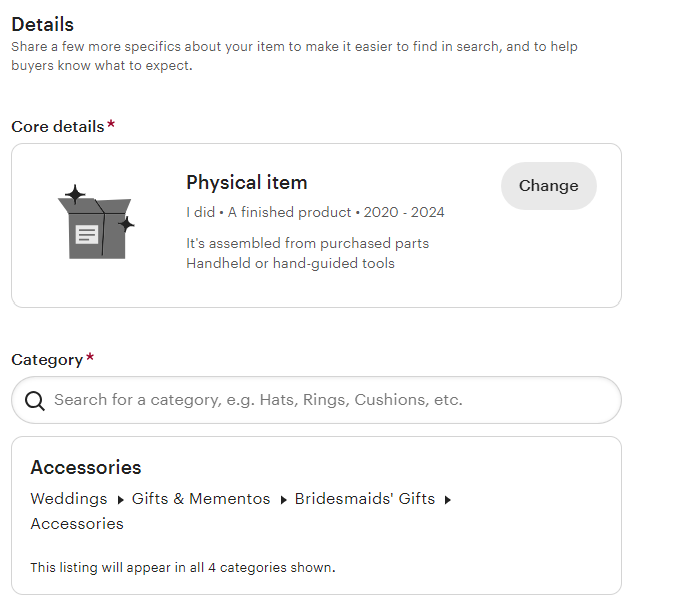 Details
Share a few more specifics about your item to make it easier to find in search, and to help
buyers know what to expect.
Core details*
Physical item
Change
I did • A finished product • 2020 - 2024
It's assembled from purchased parts
Handheld or hand-guided tools
Category*
Search for a category, e.g. Hats, Rings, Cushions, etc.
Accessories
Weddings ▸ Gifts & Mementos ▸ Bridesmaids' Gifts ▸
Accessories
This listing will appear in all 4 categories shown.